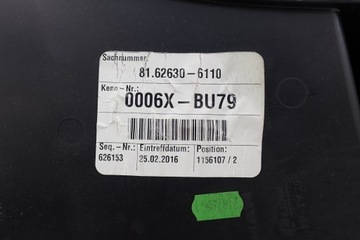 Sachnummer:
81.62630-6110
Kenn-Nr.:
0006X-BU79
Seq.-Nr.: Eintreffdatum: Position:
626153 25.02.2016 1156107/2